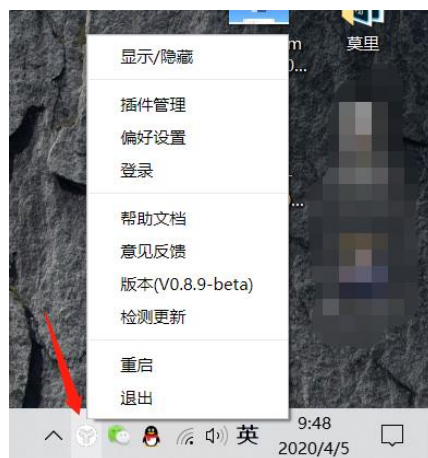 m
莫里
)...
显示/隐藏
插件管理
偏好设置
登录
...
帮助文档
意见反馈
版本(V0.8.9-beta)
检测更新
重启
退出
英
9:48
2020/4/5